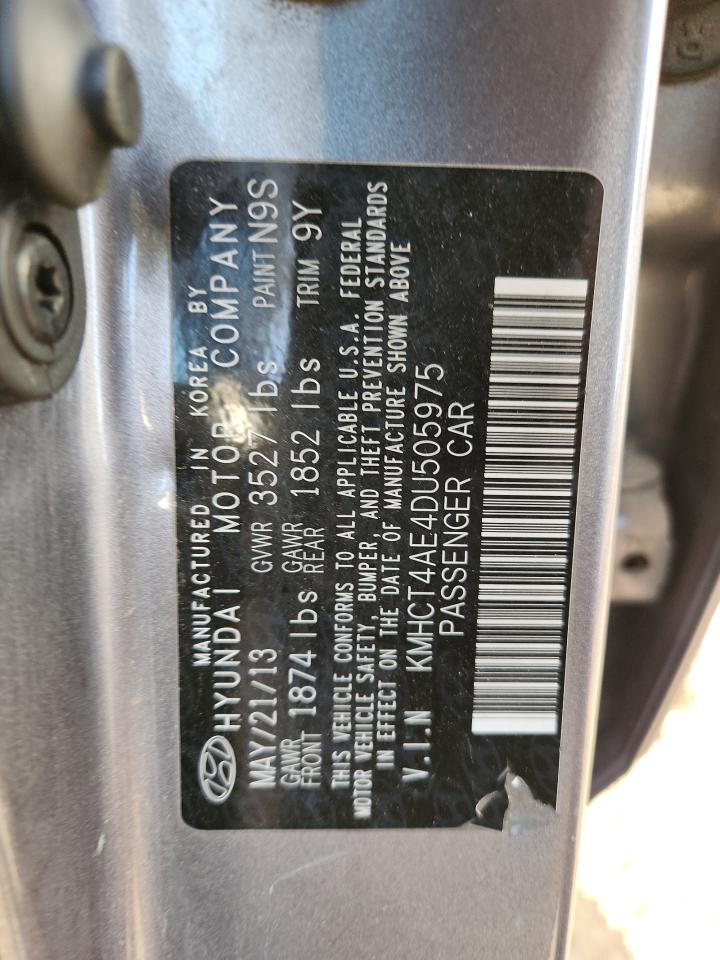 MANUFACTURED IN KOREA BY
HYUNDAI MOTOR COMPANY
MAY/21/13 GVWR 3527 lbs PAINT N9S
GAWR FRONT 1874 lbs GAWR REAR 1852 lbs TRIM 9Y
THIS VEHICLE CONFORMS TO ALL APPLICABLE U.S.A. FEDERAL
MOTOR VEHICLE SAFETY, BUMPER, AND THEFT PREVENTION STANDARDS
IN EFFECT ON THE DATE OF MANUFACTURE SHOWN ABOVE
V.I.N KMHCT4AE4DU505975
PASSENGER CAR